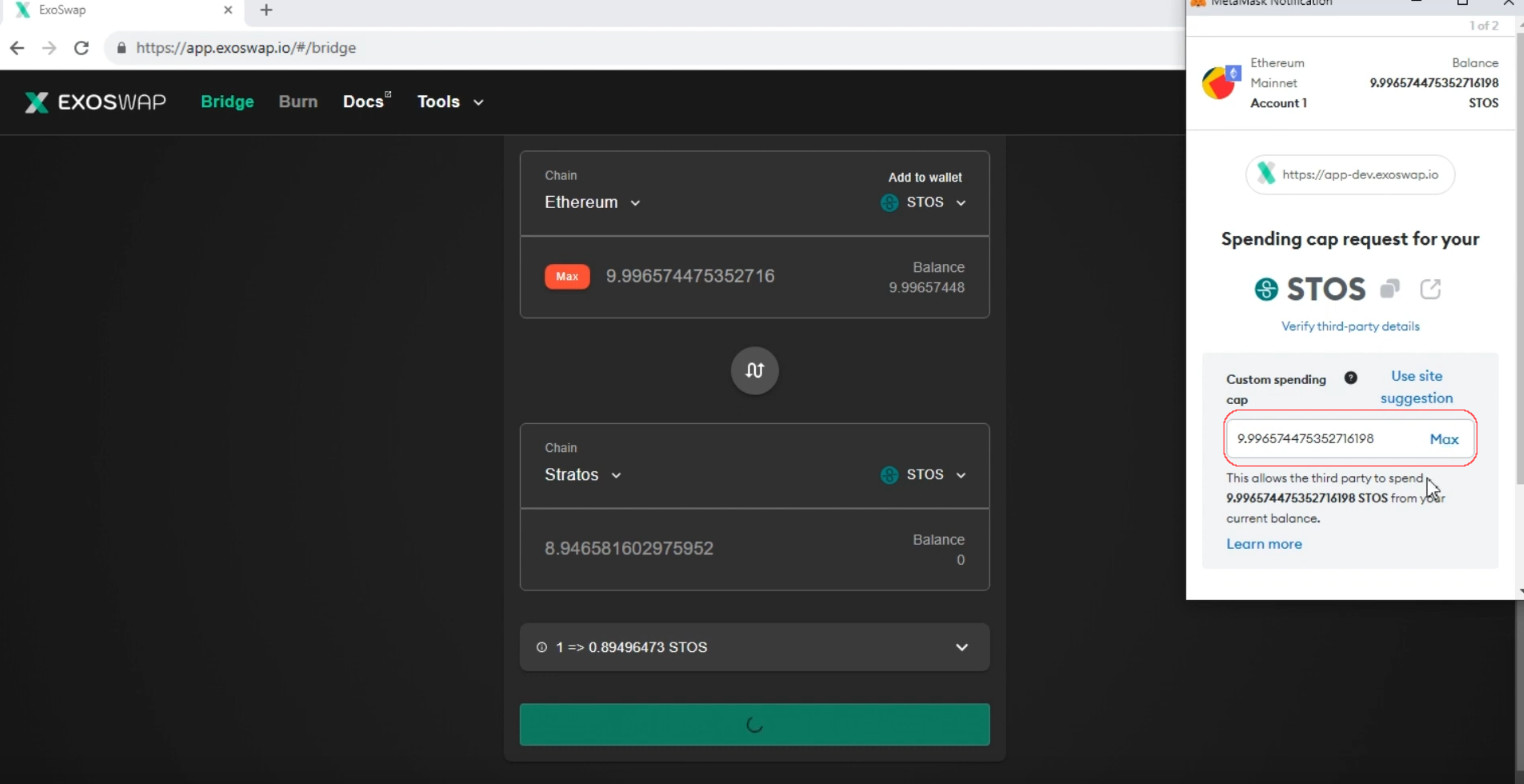 ExoSwap
https://app.exoswap.io/#/bridge
EXOSWAP
Bridge
Burn
Docs
Tools
Chain
Add to wallet
Ethereum
STOS
Max
9.996574475352716
Balance
9.99657448
Chain
Stratos
STOS
8.946581602975952
Balance
0
1 => 0.89496473 STOS
MetaMask Notification
1 of 2
Ethereum
Mainnet
Account 1
Balance
9.996574475352716198
STOS
https://app-dev.exoswap.io
Spending cap request for your
STOS
Verify third-party details
Custom spending
cap
Use site
suggestion
9.996574475352716198
Max
This allows the third party to spend
9.996574475352716198 STOS from your
current balance.
Learn more